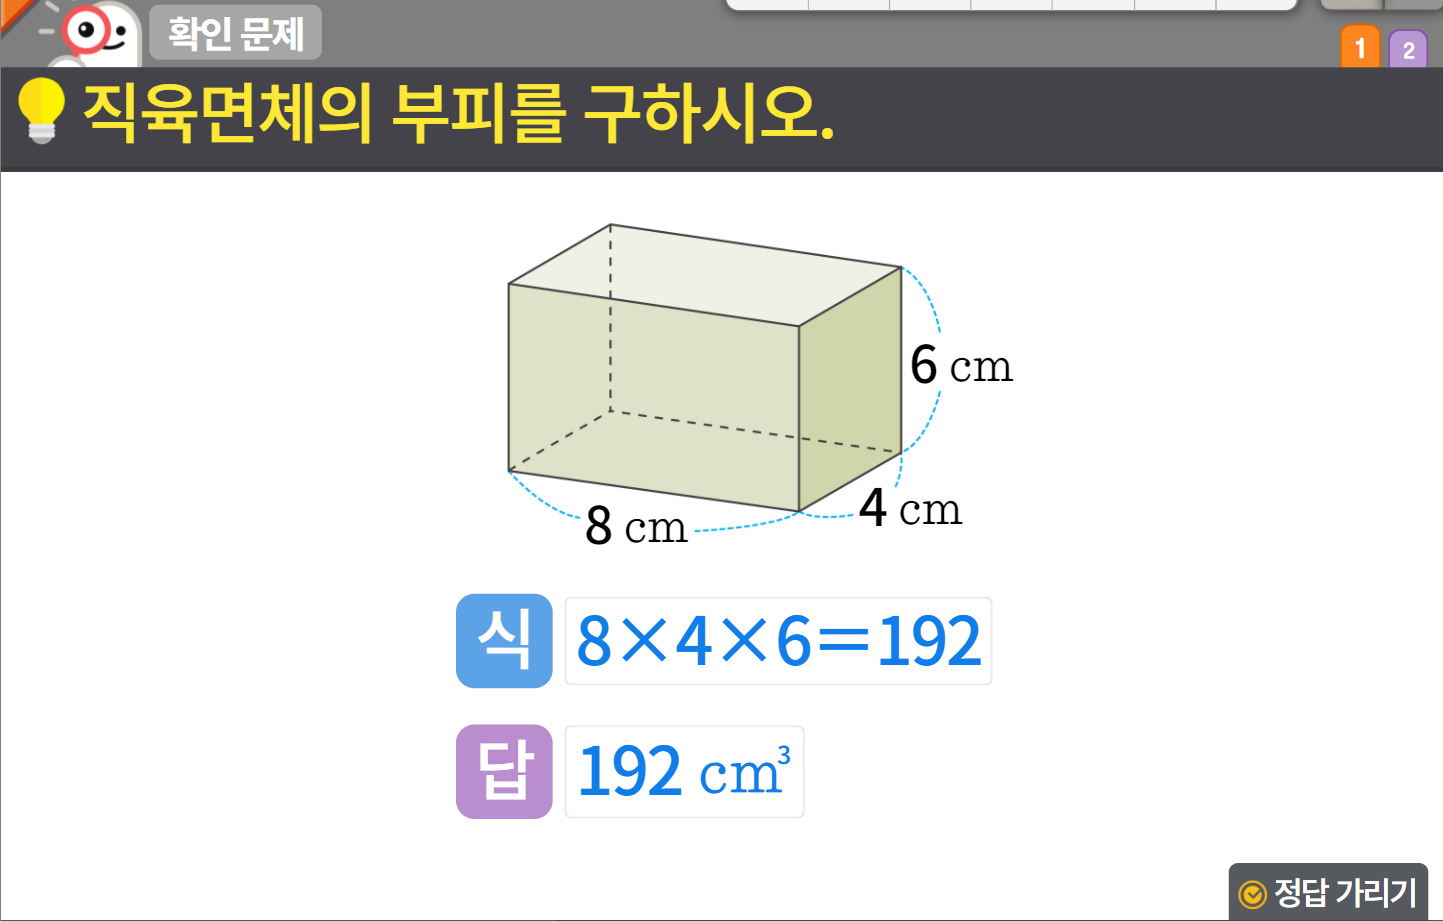 확인 문제
1 2
직육면체의 부피를 구하시오.
6 cm
4 cm
8 cm
식 8×4×6=192
답 192 cm³
정답 가리기